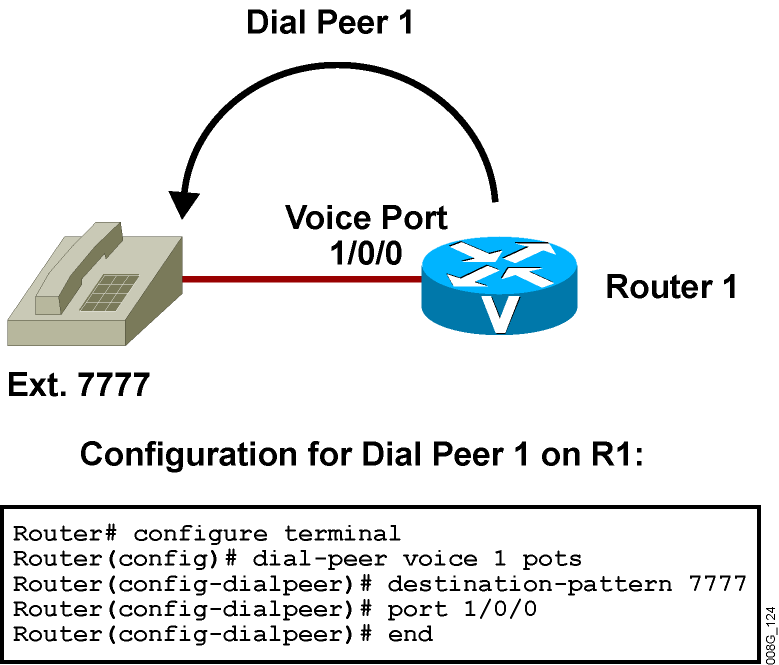 Dial Peer 1
Voice Port
1/0/0
V
Router 1
Ext. 7777
Configuration for Dial Peer 1 on R1:
Router# configure terminal
Router(config)# dial-peer voice 1 pots
Router(config-dialpeer)# destination-pattern 7777
Router(config-dialpeer)# port 1/0/0
Router(config-dialpeer)# end
008G_124